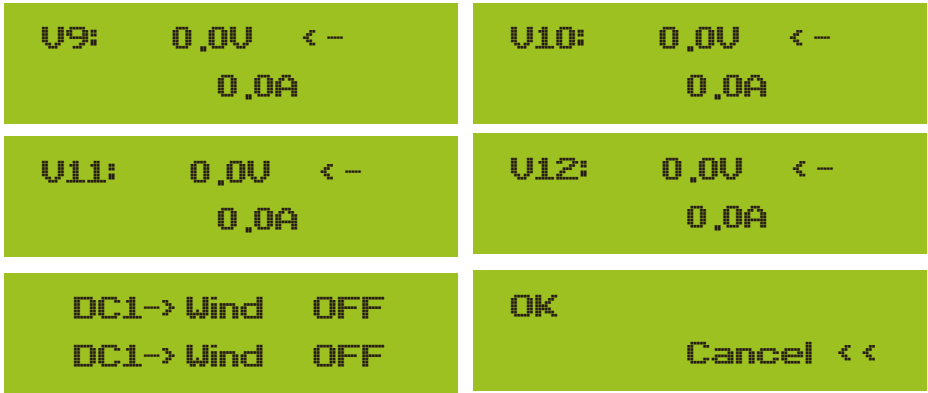 V9: 0.0V <-
0.0A
V10: 0.0V <-
0.0A
V11: 0.0V <-
0.0A
V12: 0.0V <-
0.0A
DC1-> Wind OFF
DC1-> Wind OFF
OK
Cancel <<